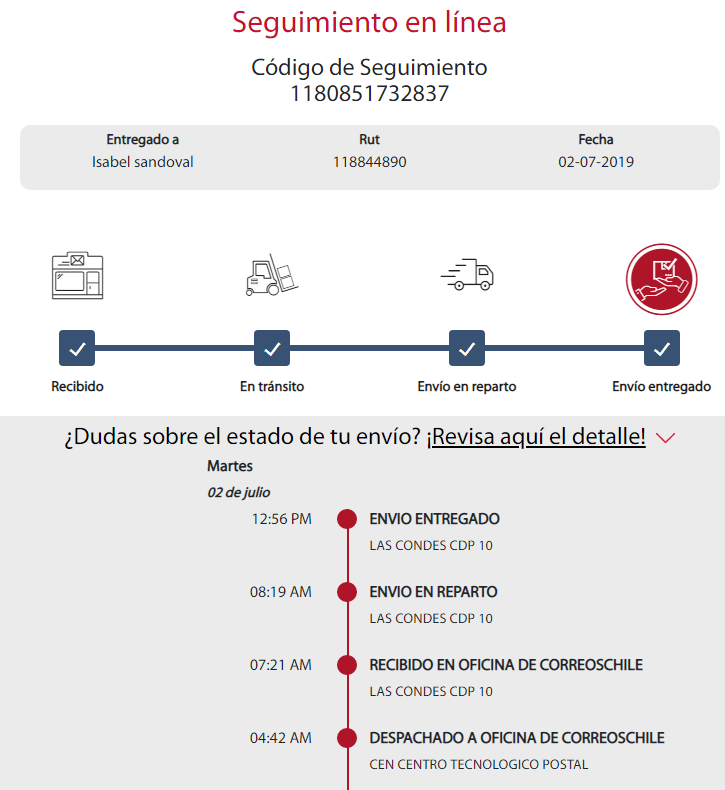 Seguimiento en línea
Código de Seguimiento
1180851732837
Entregado a Rut Fecha
Isabel sandoval 118844890 02-07-2019
Recibido En tránsito Envío en reparto Envío entregado
¿Dudas sobre el estado de tu envío? ¡Revisa aquí el detalle!
Martes
02 de julio
12:56 PM ENVIO ENTREGADO
LAS CONDES CDP 10
08:19 AM ENVIO EN REPARTO
LAS CONDES CDP 10
07:21 AM RECIBIDO EN OFICINA DE CORREOSCHILE
LAS CONDES CDP 10
04:42 AM DESPACHADO A OFICINA DE CORREOSCHILE
CEN CENTRO TECNOLOGICO POSTAL